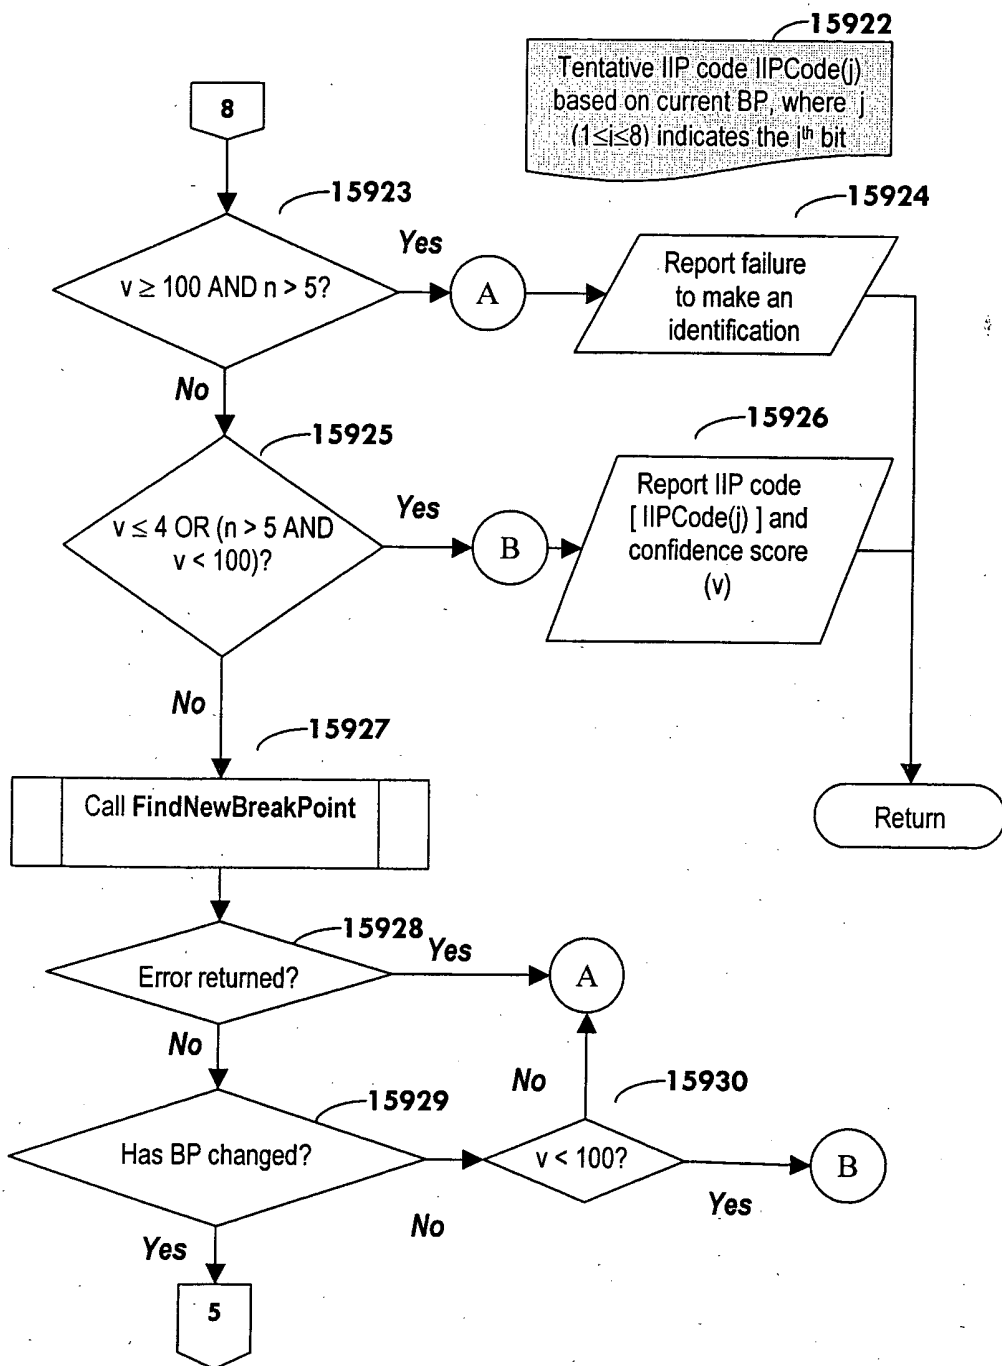 15922
Tentative IIP code IIPCode(j)
based on current BP, where j
(1≤j≤8) indicates the jth bit
8
15923
v ≥ 100 AND n > 5?
Yes
A
15924
Report failure
to make an
identification
No
15925
v ≤ 4 OR (n > 5 AND
v < 100)?
Yes
B
15926
Report IIP code
[ IIPCode(j) ] and
confidence score
(v)
No
15927
Call FindNewBreakPoint
Return
15928
Error returned?
Yes
A
No
15929
Has BP changed?
No
15930
v < 100?
No
Yes
B
Yes
5